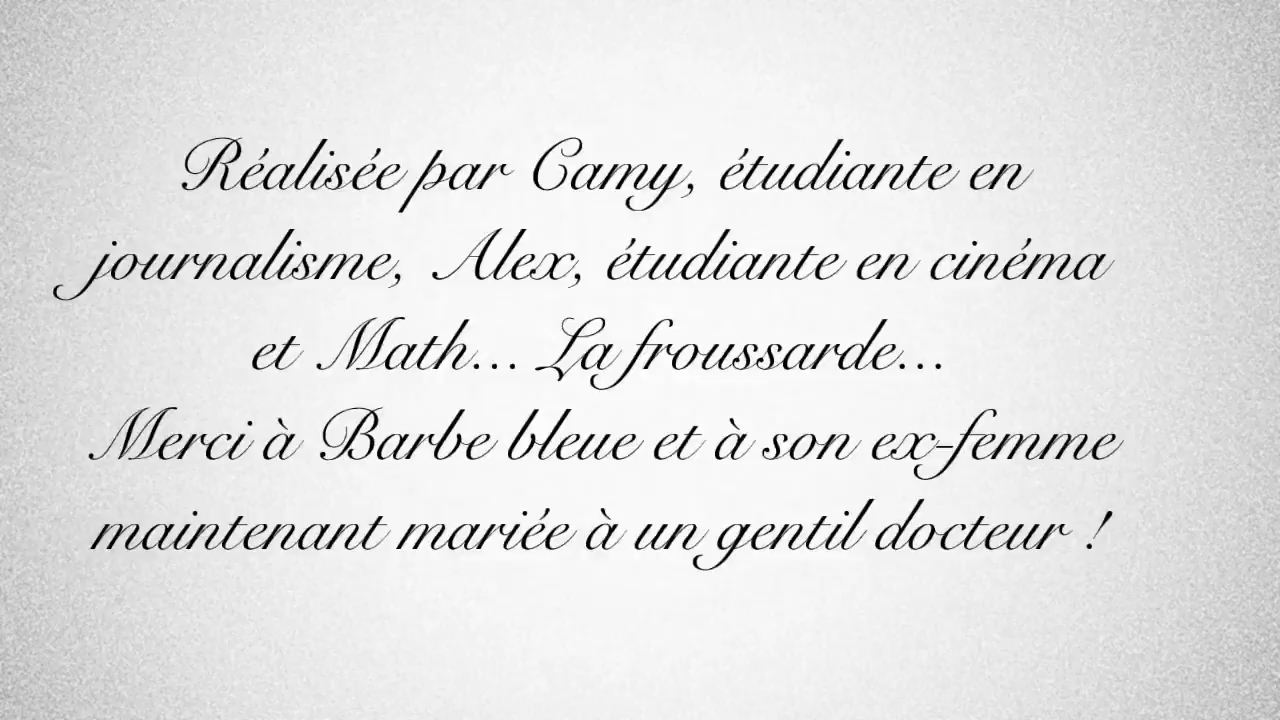 Réalisée par Camy, étudiante en
journalisme, Alex, étudiante en cinéma
et Math... La froussarde...
Merci à Barbe bleue et à son ex-femme
maintenant mariée à un gentil docteur !